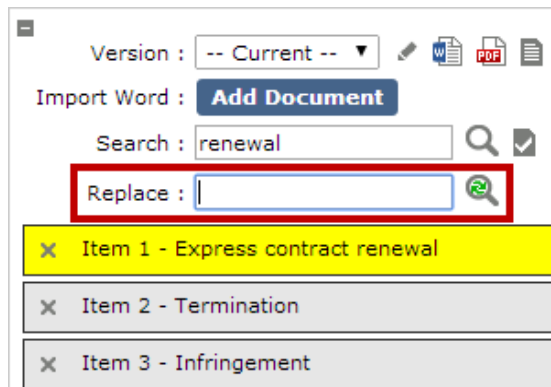 Version : -- Current --
Import Word : Add Document
Search : renewal
Replace :
Item 1 - Express contract renewal
Item 2 - Termination
Item 3 - Infringement